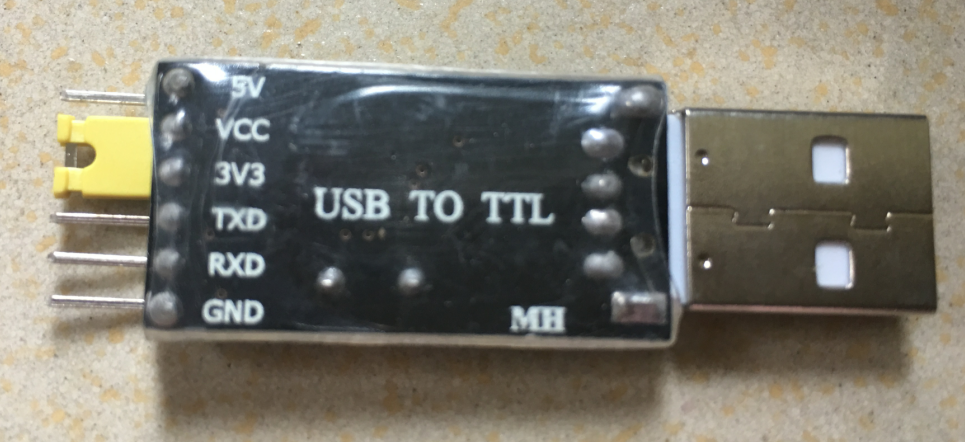 5V
VCC
3V3
TXD
RXD
GND
USB TO TTL
MH